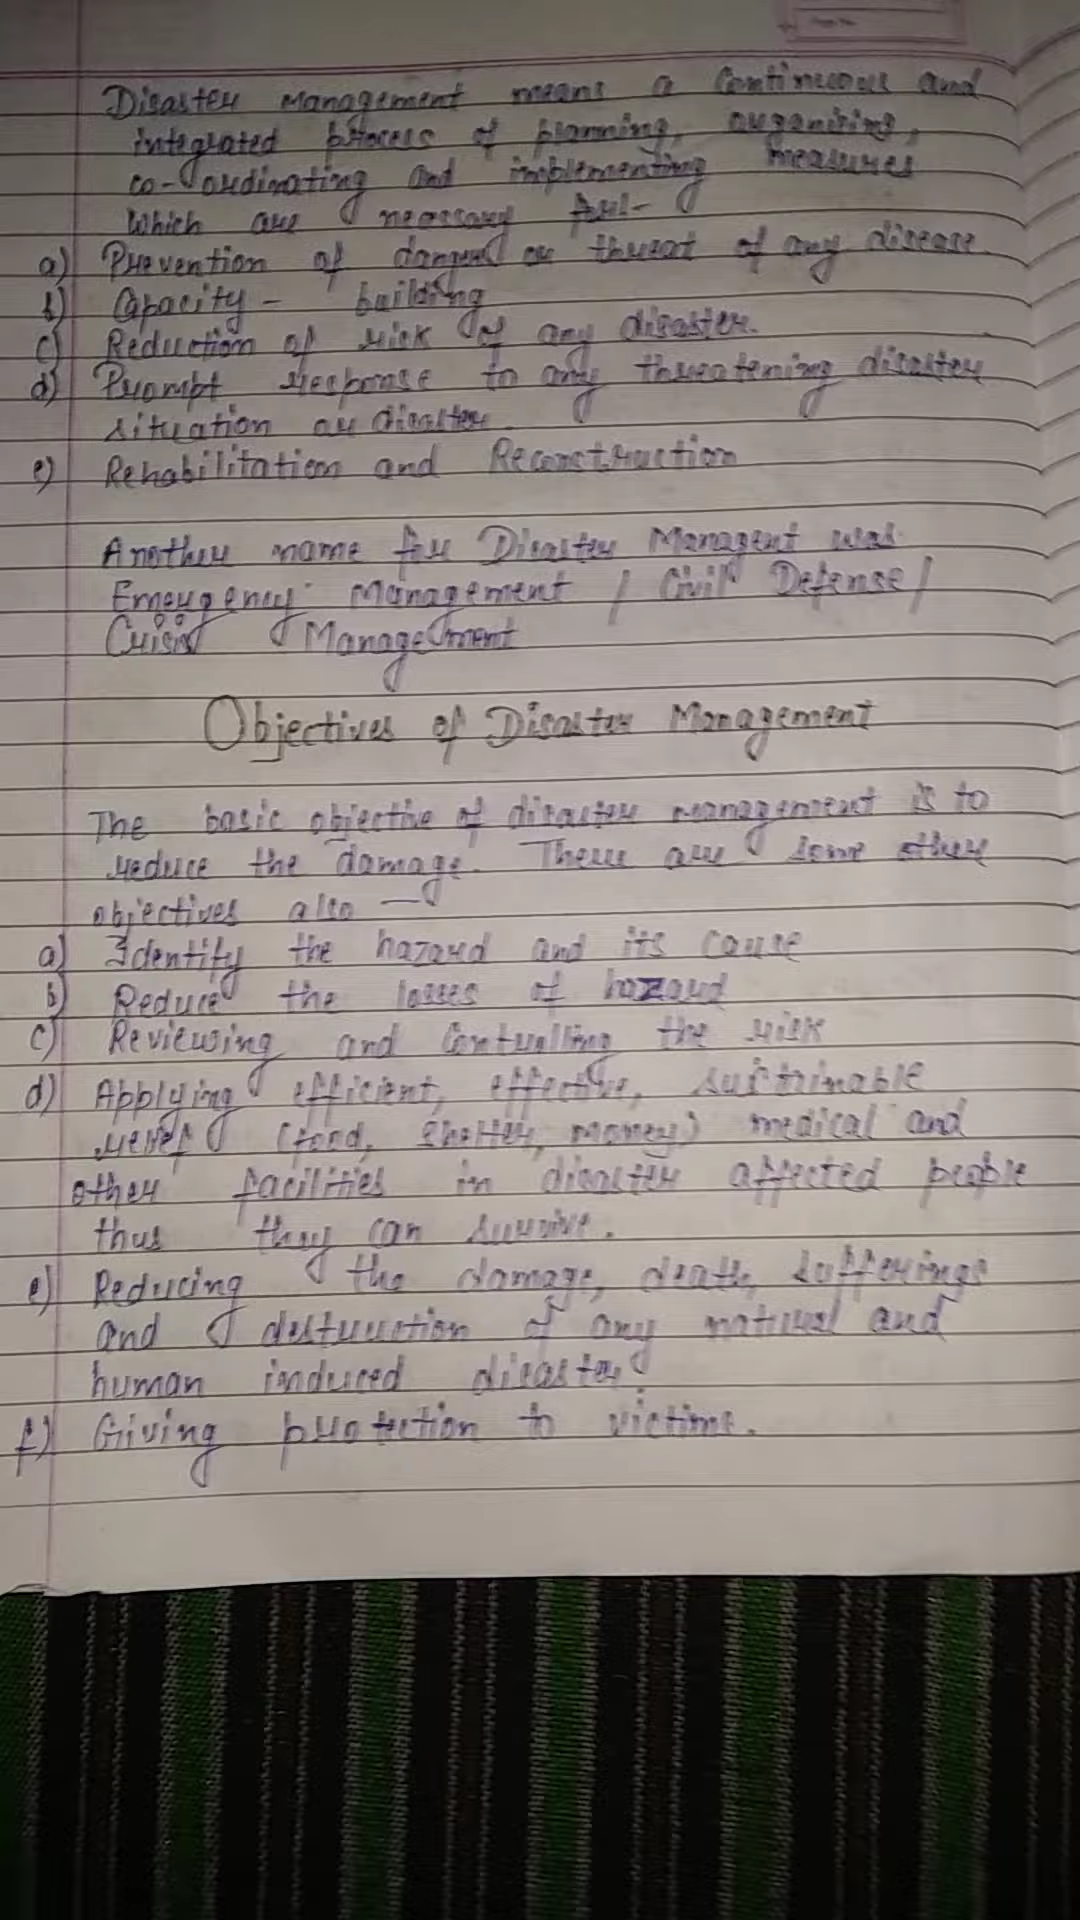 Disaster Management means a Continuous and
integrated process of planning, organising,
co-ordinating and implementing measures
which are necessary for-
a) Prevention of danger or threat of any disease.
b) Capacity - building
c) Reduction of risk of any disaster.
d) Prompt response to any threatening disaster
situation or disaster.
e) Rehabilitation and Reconstruction
Another name for Disaster Managent was
Emergency Management / Civil Defense /
Crisis Management
Objectives of Disaster Management
The basic objective of disaster management is to
reduce the damage. There are some other
objectives also —
a) Identify the hazard and its cause
b) Reduce the losses of hazard
c) Reviewing and Controlling the risk
d) Applying efficient, effective, sustainable
relief (food, shelter, money) medical and
other facilities in disaster affected people
thus they can survive.
e) Reducing the damage, death, sufferings
and destruction of any natural and
human induced disaster
f) Giving protection to victims.